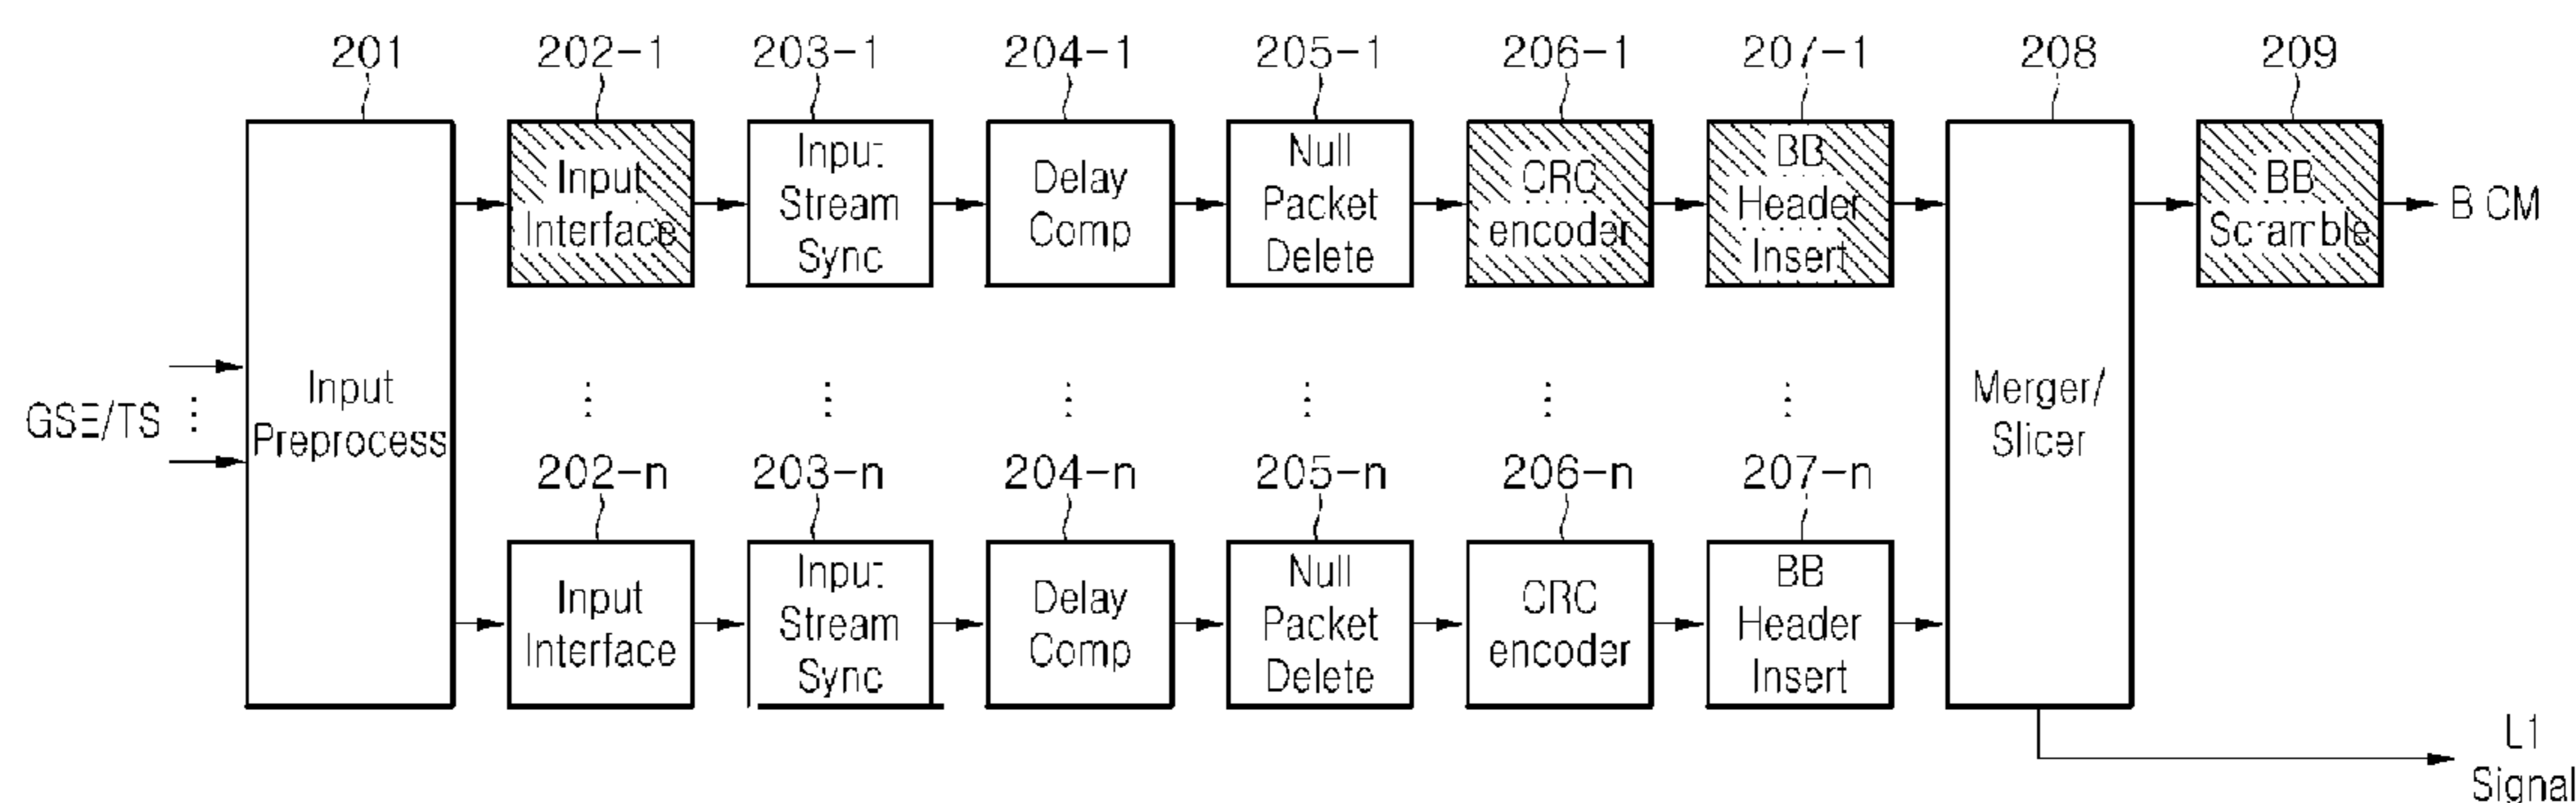 201 202-1 203-1 204-1 205-1 206-1 207-1 208 209
Input
Preprocess
Input
Interface
Input
Stream
Sync
Delay
Comp
Null
Packet
Delete
CRC
encoder
BB
Header
Insert
Merger/
Slicer
BB
Scramble
BICM
GSE/TS
202-n 203-n 204-n 205-n 206-n 207-n
Input
Interface
Input
Stream
Sync
Delay
Comp
Null
Packet
Delete
CRC
encoder
BB
Header
Insert
L1
Signal